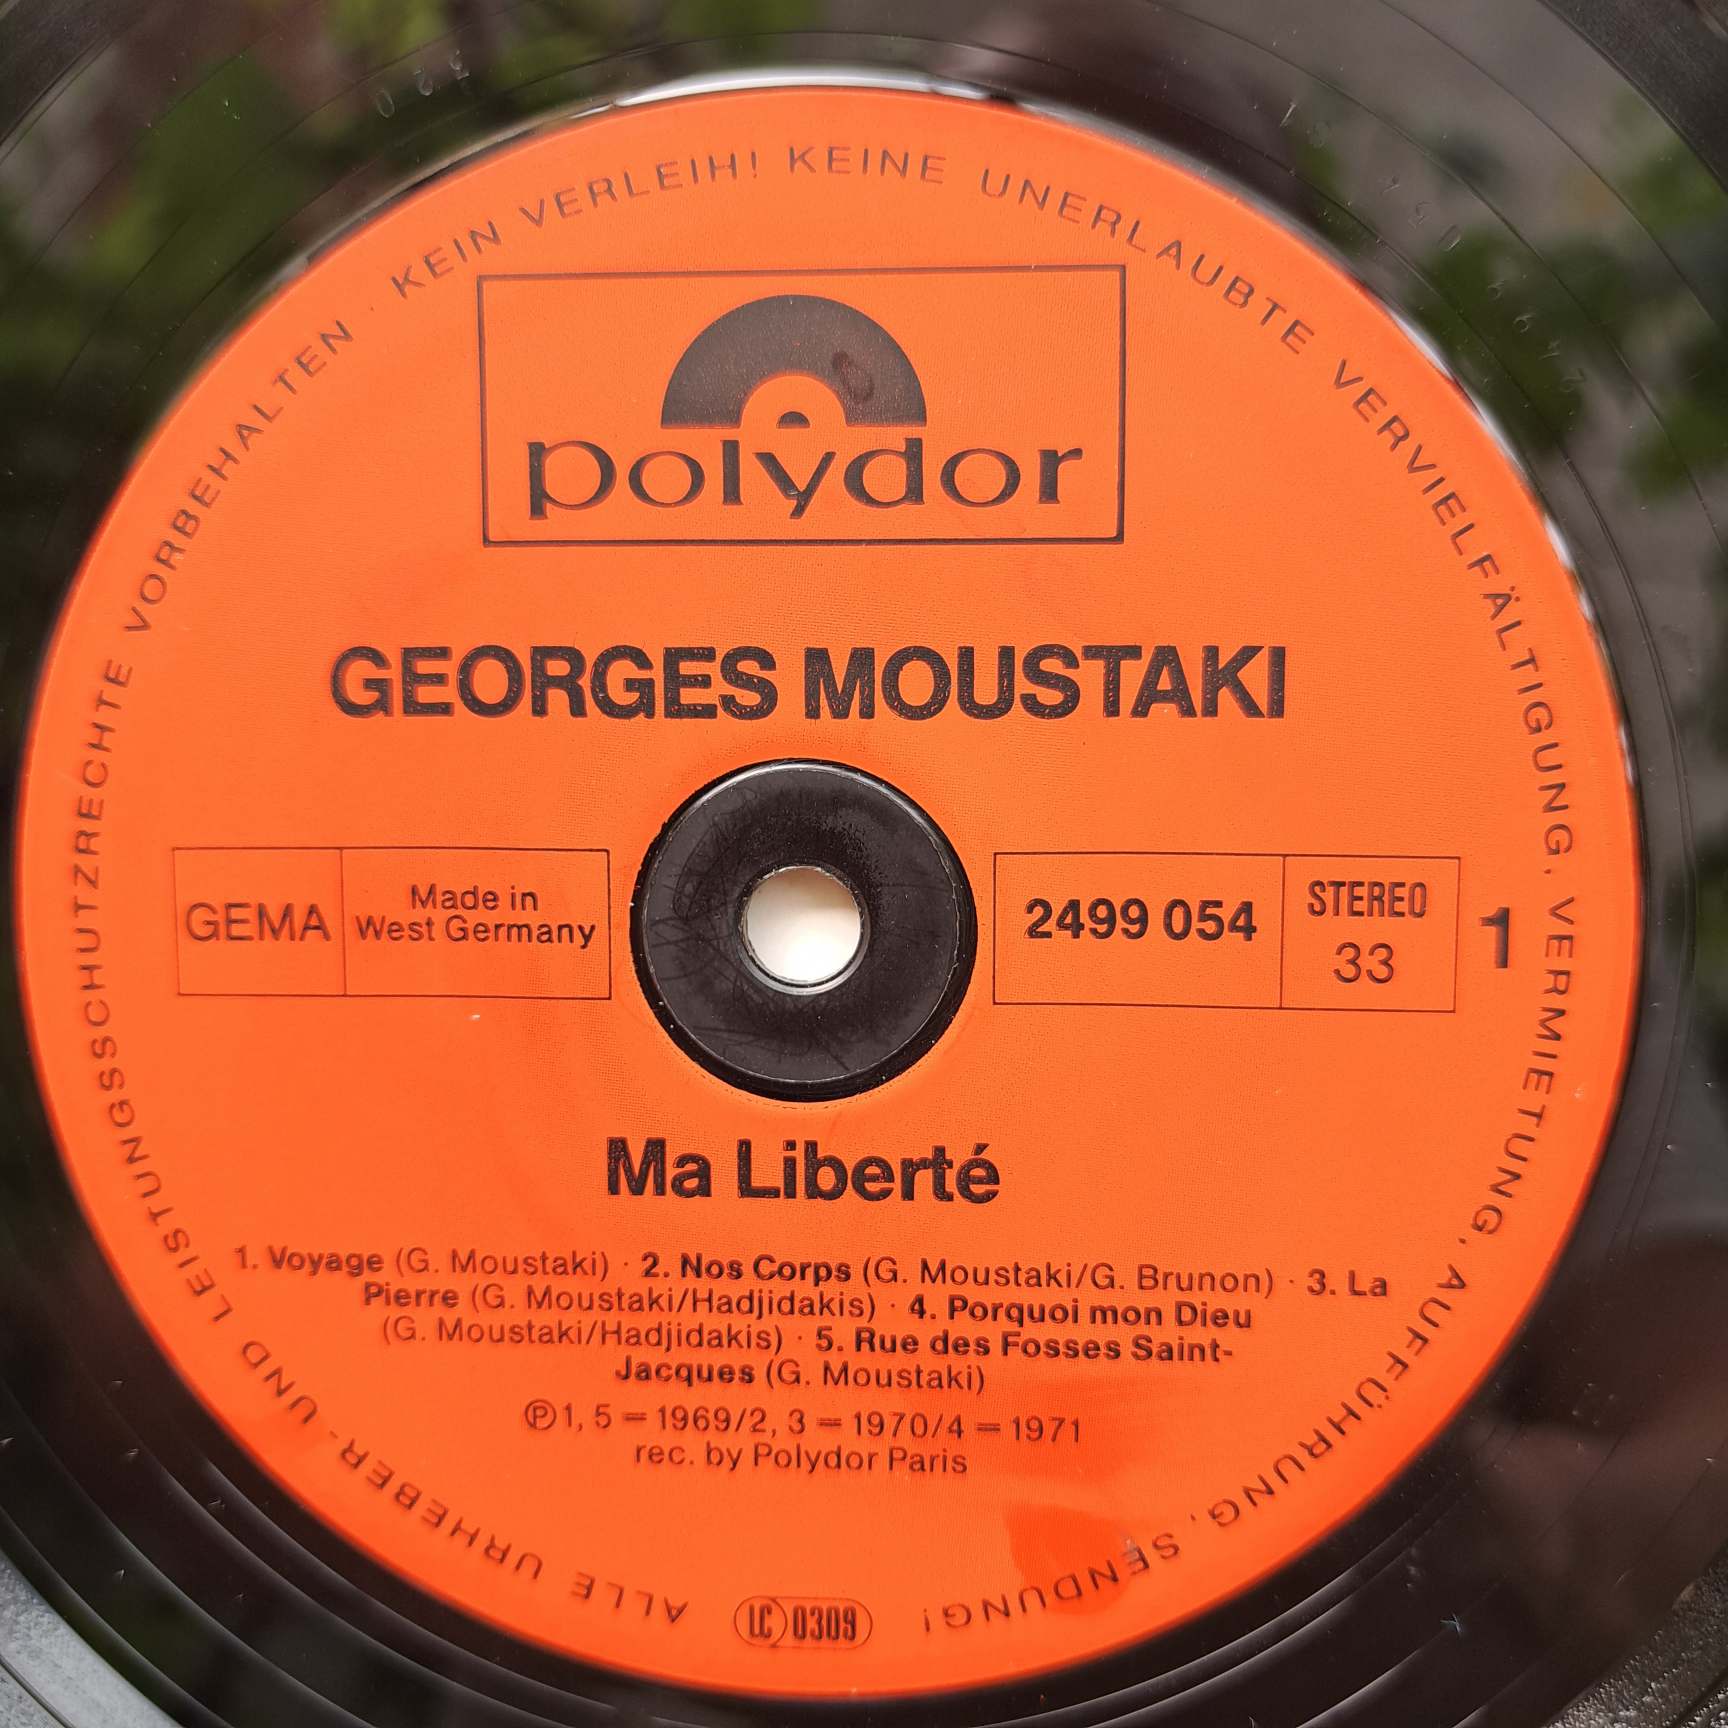 ALLE URHEBER- UND LEISTUNGSSCHUTZRECHTE VORBEHALTEN · KEIN VERLEIH! KEINE UNERLAUBTE VERVIELFÄLTIGUNG, VERMIETUNG, AUFFÜHRUNG, SENDUNG!
polydor
GEORGES MOUSTAKI
GEMA
Made in
West Germany
2499 054
STEREO
33
1
Ma Liberté
1. Voyage (G. Moustaki) · 2. Nos Corps (G. Moustaki/G. Brunon) · 3. La
Pierre (G. Moustaki/Hadjidakis) · 4. Porquoi mon Dieu
(G. Moustaki/Hadjidakis) · 5. Rue des Fosses Saint-
Jacques (G. Moustaki)
℗1, 5 = 1969/2, 3 = 1970/4 = 1971
rec. by Polydor Paris
LC 0309